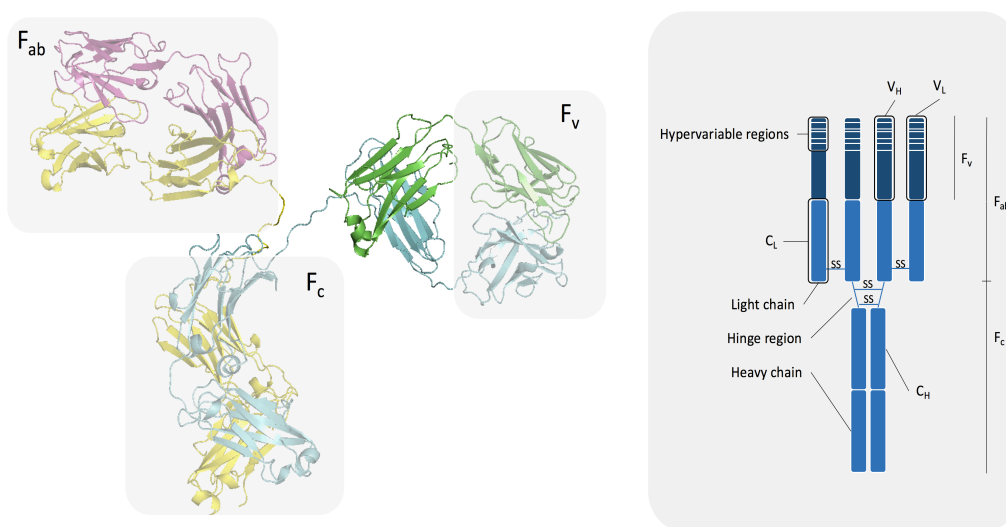 Fab
Fv
Fc
VH
VL
Hypervariable regions
Fv
Fab
CL
SS
SS
SS
SS
Light chain
Hinge region
Fc
Heavy chain
CH